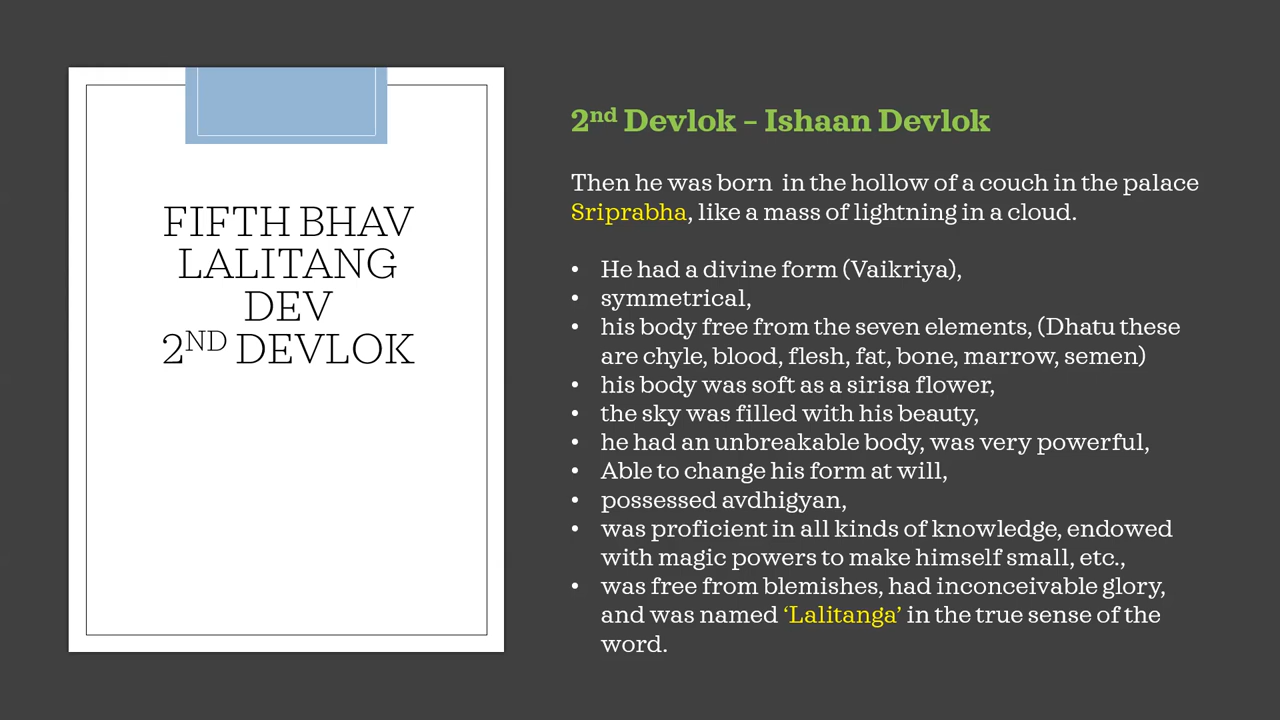 FIFTH BHAV
LALITANG
DEV
2ND DEVLOK
2nd Devlok – Ishaan Devlok
Then he was born in the hollow of a couch in the palace
Sriprabha, like a mass of lightning in a cloud.
• He had a divine form (Vaikriya),
• symmetrical,
• his body free from the seven elements, (Dhatu these
are chyle, blood, flesh, fat, bone, marrow, semen)
• his body was soft as a sirisa flower,
• the sky was filled with his beauty,
• he had an unbreakable body, was very powerful,
• Able to change his form at will,
• possessed avdhigyan,
• was proficient in all kinds of knowledge, endowed
with magic powers to make himself small, etc.,
• was free from blemishes, had inconceivable glory,
and was named ‘Lalitanga’ in the true sense of the
word.